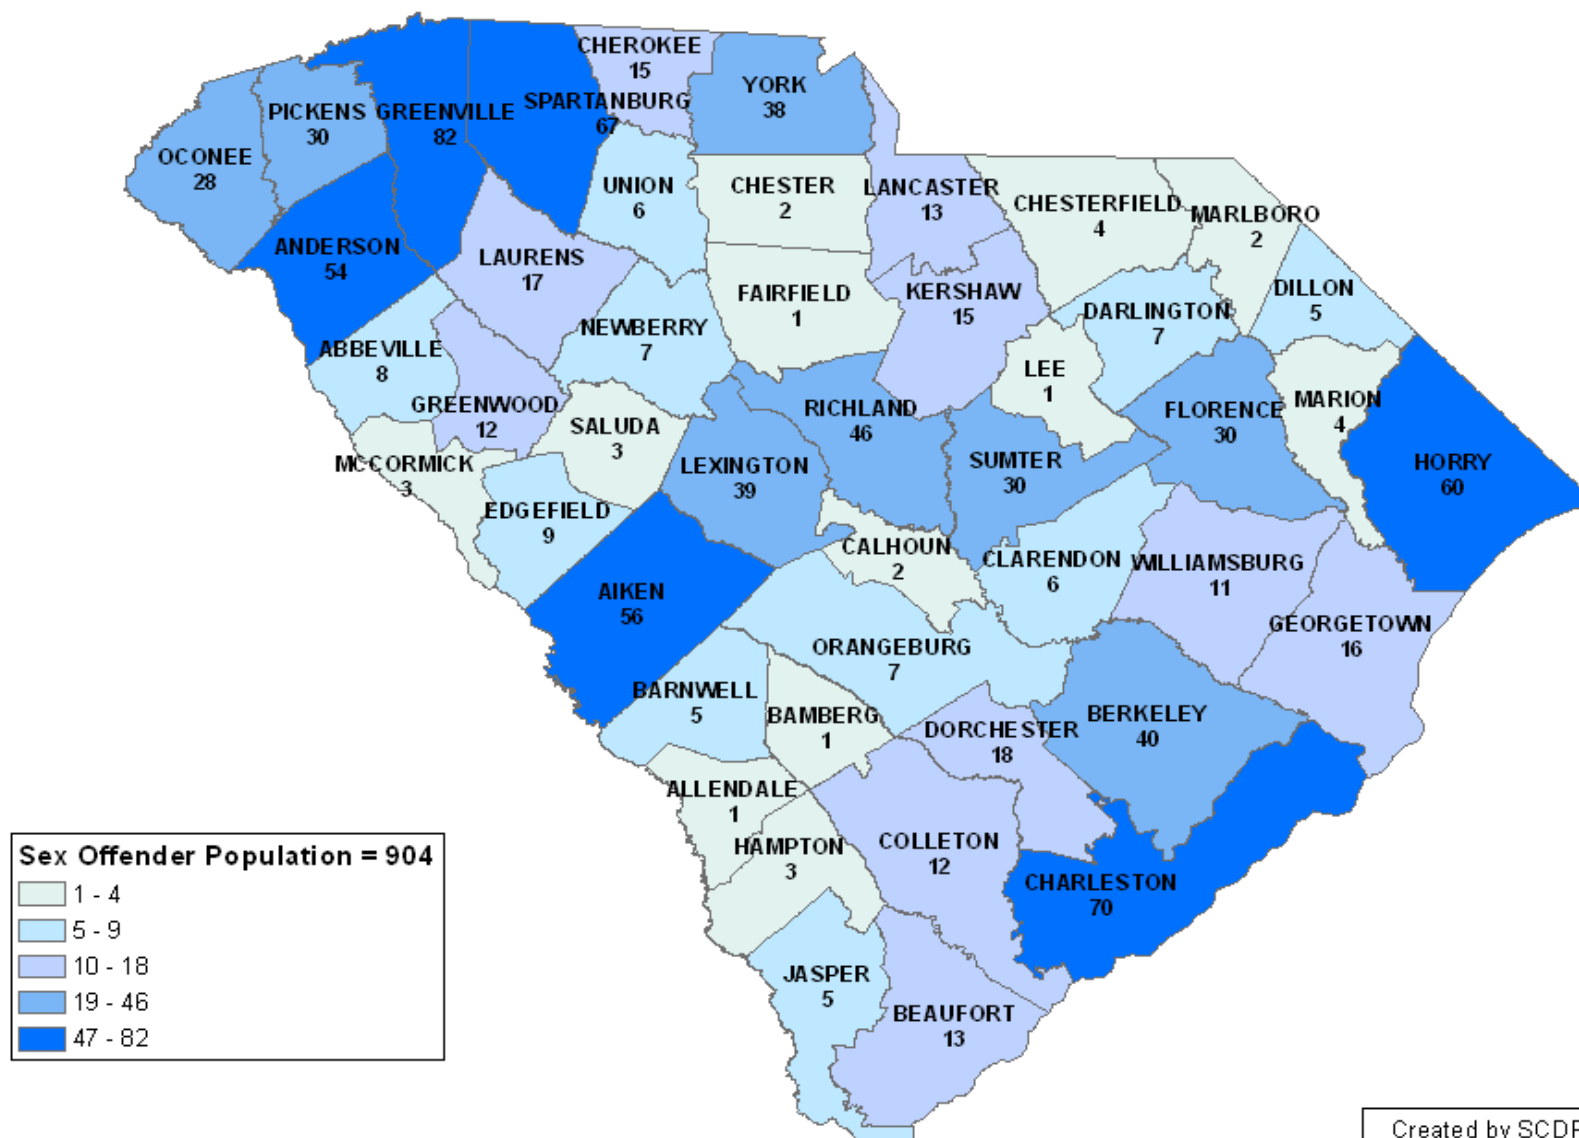 CHEROKEE
15
YORK
38
SPARTANBURG
67
GREENVILLE
82
PICKENS
30
OCONEE
28
UNION
6
CHESTER
2
LANCASTER
13
CHESTERFIELD
4
MARLBORO
2
ANDERSON
54
LAURENS
17
FAIRFIELD
1
KERSHAW
15
DARLINGTON
7
DILLON
5
NEWBERRY
7
ABBEVILLE
8
GREENWOOD
12
SALUDA
3
RICHLAND
46
LEE
1
FLORENCE
30
MARION
4
HORRY
60
MCCORMICK
3
LEXINGTON
39
SUMTER
30
EDGEFIELD
9
CALHOUN
2
CLARENDON
6
WILLIAMSBURG
11
AIKEN
56
GEORGETOWN
16
ORANGEBURG
7
BARNWELL
5
BAMBERG
1
DORCHESTER
18
BERKELEY
40
ALLENDALE
1
HAMPTON
3
COLLETON
12
CHARLESTON
70
JASPER
5
BEAUFORT
13
Sex Offender Population = 904
1 - 4
5 - 9
10 - 18
19 - 46
47 - 82
Created by SCDP